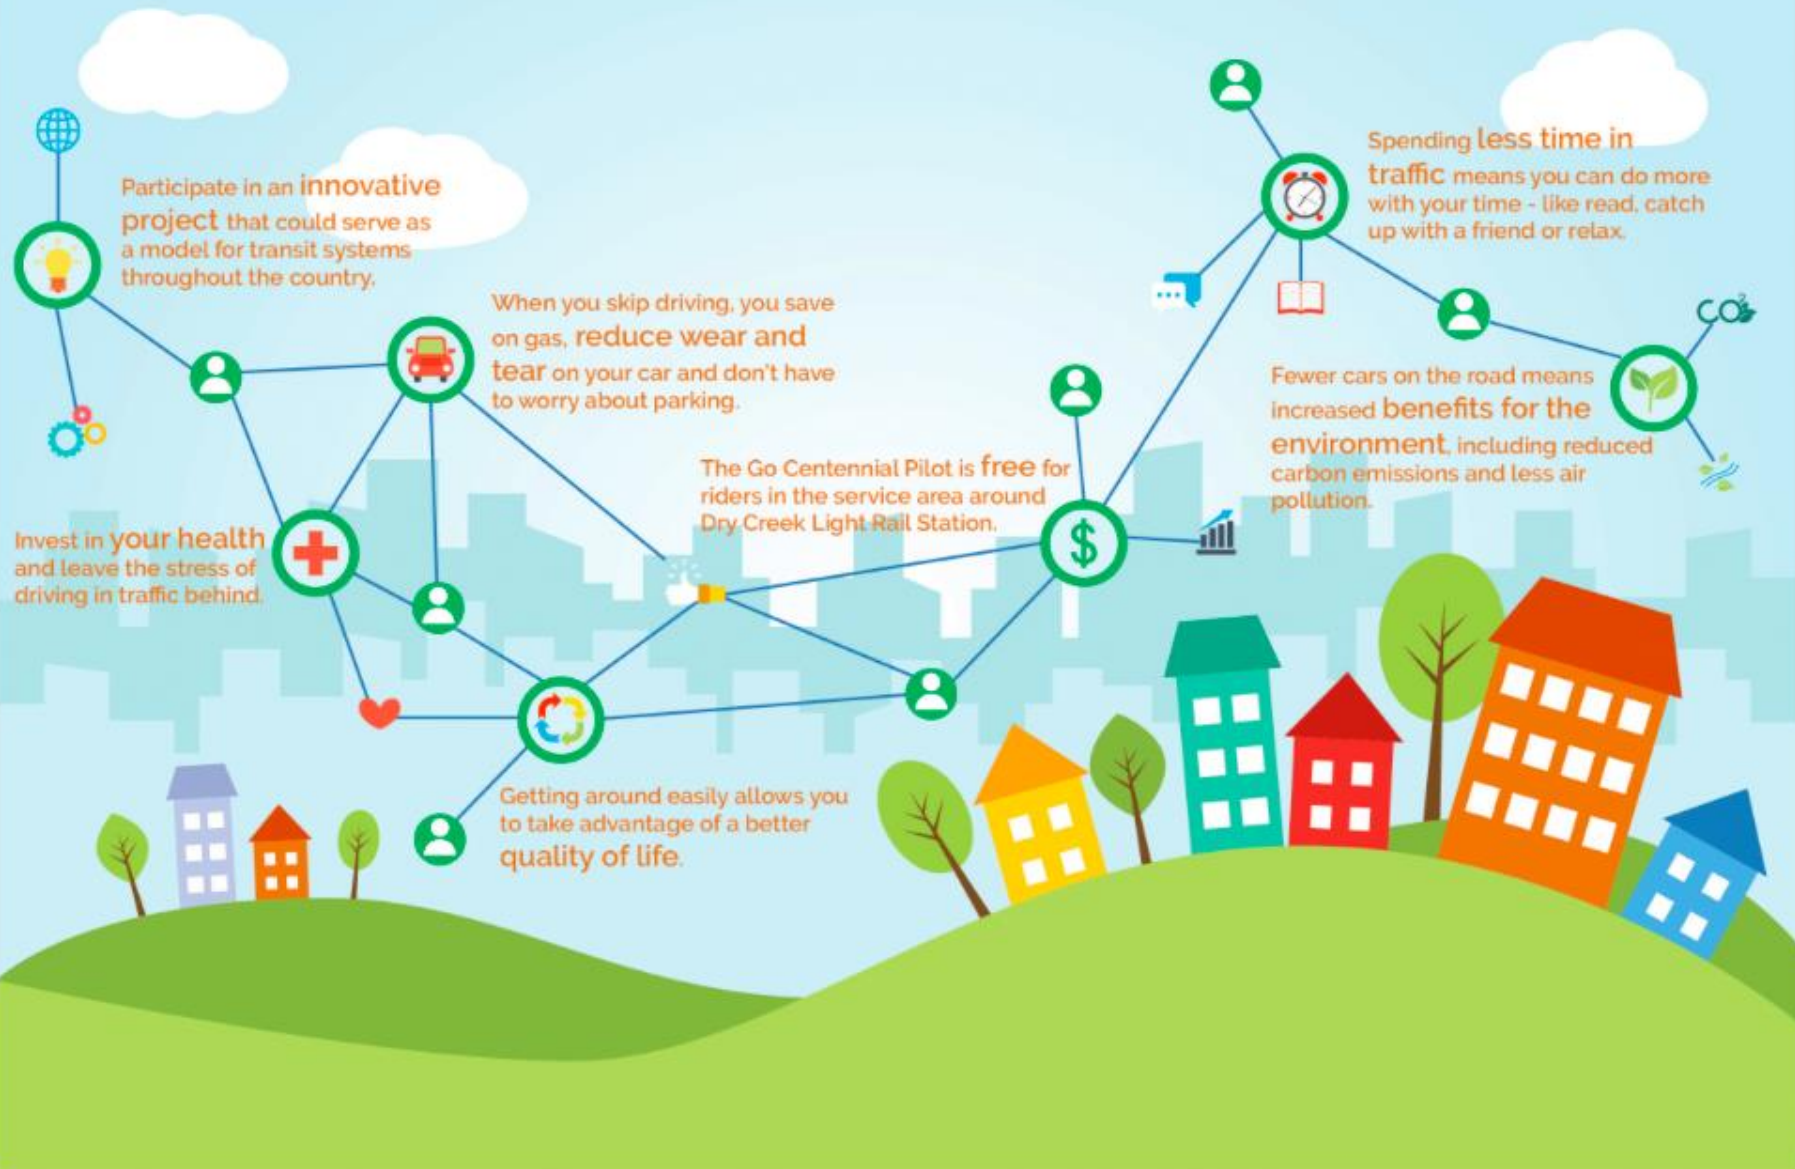 Participate in an innovative
project that could serve as
a model for transit systems
throughout the country.
When you skip driving, you save
on gas, reduce wear and
tear on your car and don't have
to worry about parking.
Invest in your health
and leave the stress of
driving in traffic behind.
Getting around easily allows you
to take advantage of a better
quality of life.
The Go Centennial Pilot is free for
riders in the service area around
Dry Creek Light Rail Station.
$
Spending less time in
traffic means you can do more
with your time - like read, catch
up with a friend or relax.
CO2
Fewer cars on the road means
increased benefits for the
environment, including reduced
carbon emissions and less air
pollution.